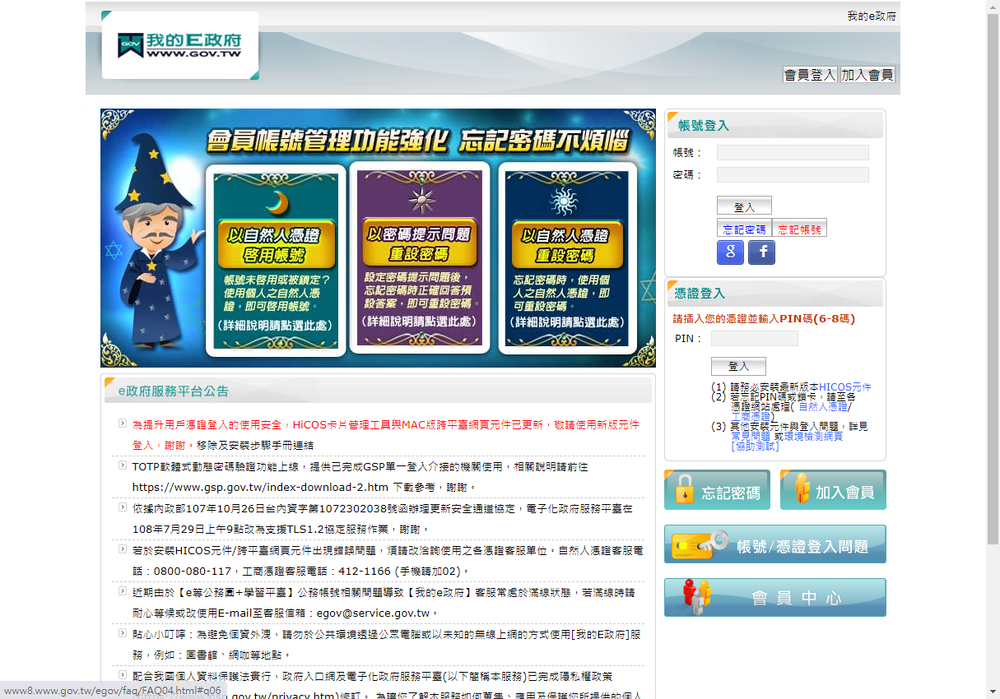 我的e政府
GOV 我的E政府
WWW.GOV.TW
會員登入 加入會員
會員帳號管理功能強化 忘記密碼不煩惱
以自然人憑證
啓用帳號
帳號未啓用或被鎖定？
使用個人之自然人憑
證，即可啓用帳號。
（詳細說明請點選此處）
以密碼提示問題
重設密碼
設定密碼提示問題後，
忘記密碼時正確回答預
設答案，即可重設密碼。
（詳細說明請點選此處）
以自然人憑證
重設密碼
忘記密碼時，使用個
人之自然人憑證，即
可重設密碼。
（詳細說明請點選此處）
帳號登入
帳號：
密碼：
登入
忘記密碼 忘記帳號
g f
憑證登入
請插入您的憑證並輸入PIN碼(6-8碼)
PIN：
登入
(1) 請務必安裝最新版本HICOS元件
(2) 若忘記PIN碼或鎖卡，請至各
憑證網站處理( 自然人憑證/
工商憑證)
(3) 其他安裝元件與登入問題，詳見
常見問題 或環境檢測網頁
[協助測試]
忘記密碼 加入會員
帳號/憑證登入問題
會員中心
e政府服務平台公告
為提升用戶憑證登入的使用安全，HiCOS卡片管理工具與MAC版跨平臺網頁元件已更新，敬請使用新版元件
登入，謝謝。移除及安裝步驟手冊連結
TOTP軟體式動態密碼驗證功能上線，提供已完成GSP單一登入介接的機關使用，相關說明請前往
https://www.gsp.gov.tw/index-download-2.htm 下載參考，謝謝。
依據內政部107年10月26日台內資字第1072302038號函辦理更新安全通道協定，電子化政府服務平臺在
108年7月29日上午9點改為支援TLS1.2協定服務作業，謝謝。
若於安裝HICOS元件/跨平臺網頁元件出現錯誤問題，煩請改洽詢使用之各憑證客服單位。自然人憑證客服電
話：0800-080-117，工商憑證客服電話：412-1166 (手機請加02)。
近期由於【e等公務園+學習平臺】公務帳號相關問題導致【我的e政府】客服常處於滿線狀態，若滿線時請
耐心等候或改使用E-mail至客服信箱：egov@service.gov.tw。
貼心小叮嚀：為避免個資外洩，請勿於公共環境透過公眾電腦或以未知的無線上網的方式使用[我的E政府]服
務，例如：圖書館、網咖等地點。
配合我國個人資料保護法實行，政府入口網及電子化政府服務平臺(以下簡稱本服務)已完成隱私權政策
gov.tw/privacy.htm)修訂。 為讓您了解本服務如何蒐集、應用及保護您所提供的個人
www8.www.gov.tw/egov/faq/FAQ04.html#q06